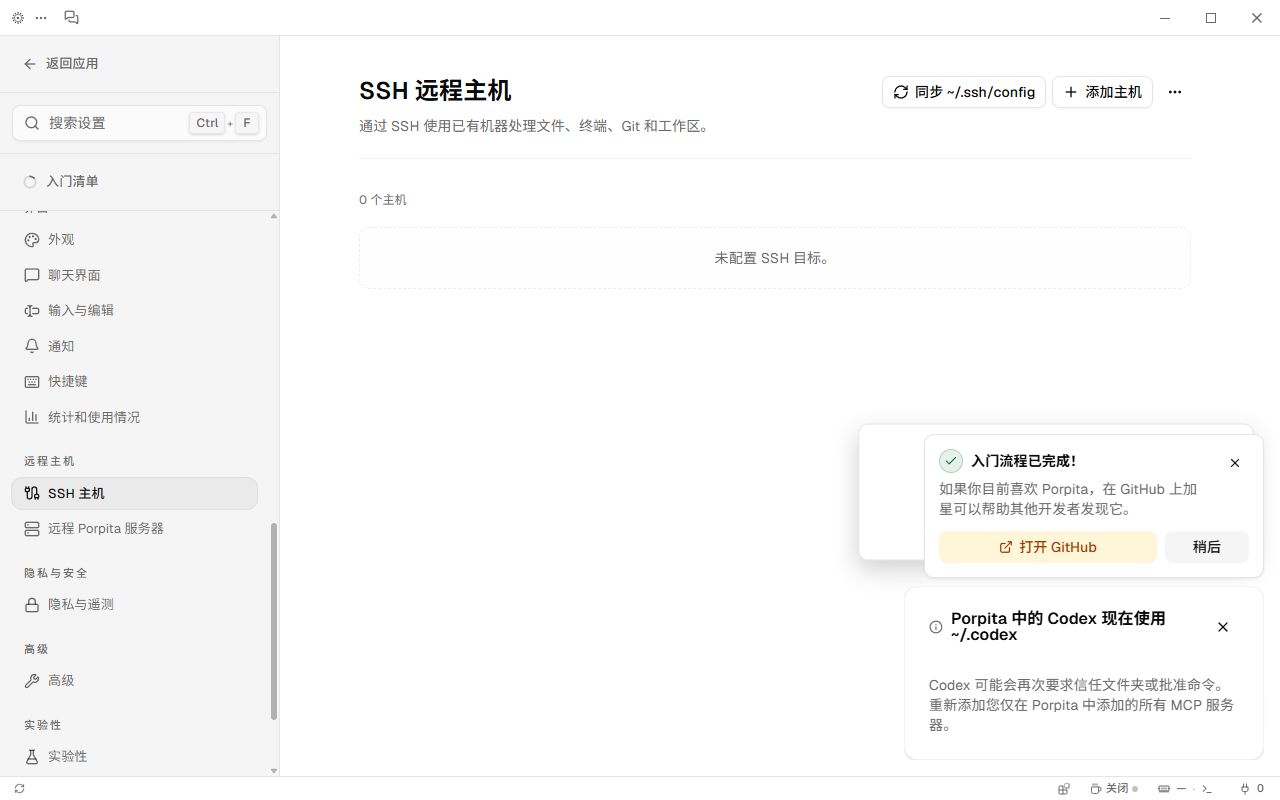 返回应用
搜索设置 Ctrl + F
入门清单
外观
聊天界面
输入与编辑
通知
快捷键
统计和使用情况
远程主机
SSH 主机
远程 Porpita 服务器
隐私与安全
隐私与遥测
高级
高级
实验性
实验性
SSH 远程主机
同步 ~/.ssh/config
添加主机
通过 SSH 使用已有机器处理文件、终端、Git 和工作区。
0 个主机
未配置 SSH 目标。
入门流程已完成!
如果你目前喜欢 Porpita，在 GitHub 上加
星可以帮助其他开发者发现它。
打开 GitHub
稍后
Porpita 中的 Codex 现在使用
~/.codex
Codex 可能会再次要求信任文件夹或批准命令。
重新添加您仅在 Porpita 中添加的所有 MCP 服务
器。
关闭
0